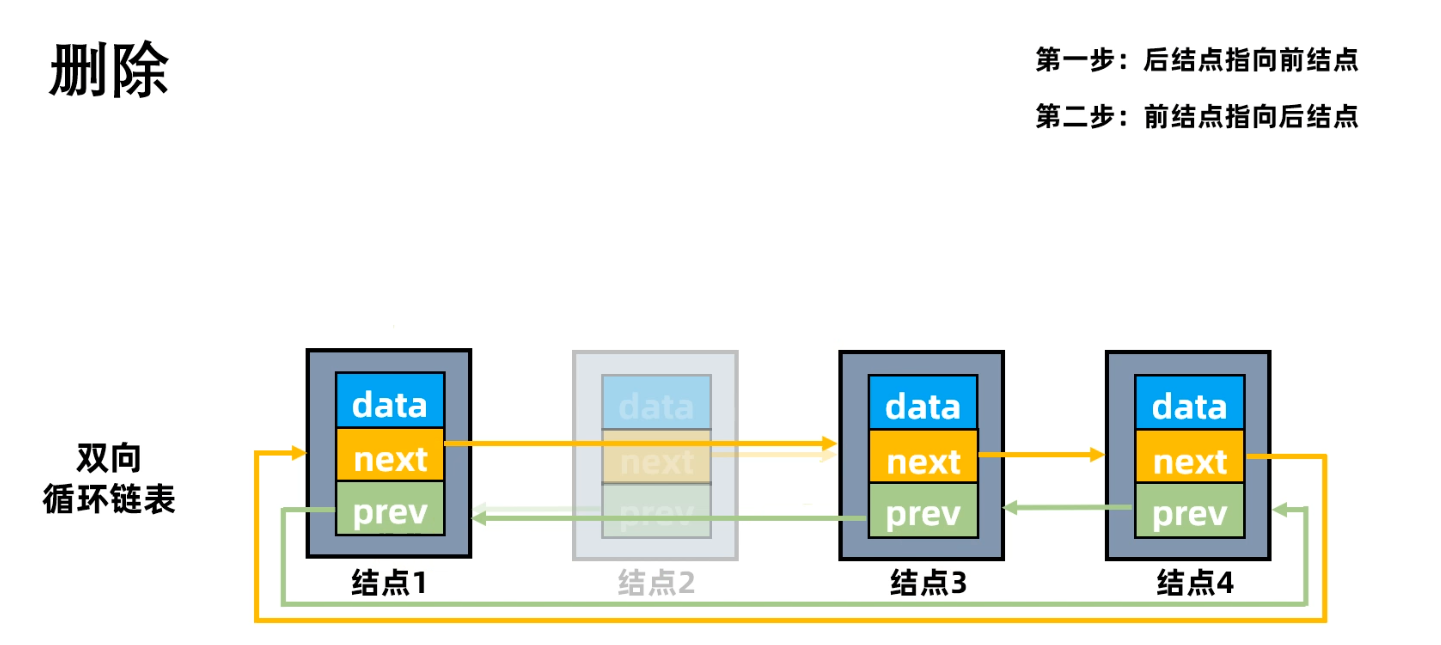 删除
第一步：后结点指向前结点
第二步：前结点指向后结点
双向
循环链表
data
next
prev
结点1
data
next
prev
结点2
data
next
prev
结点3
data
next
prev
结点4